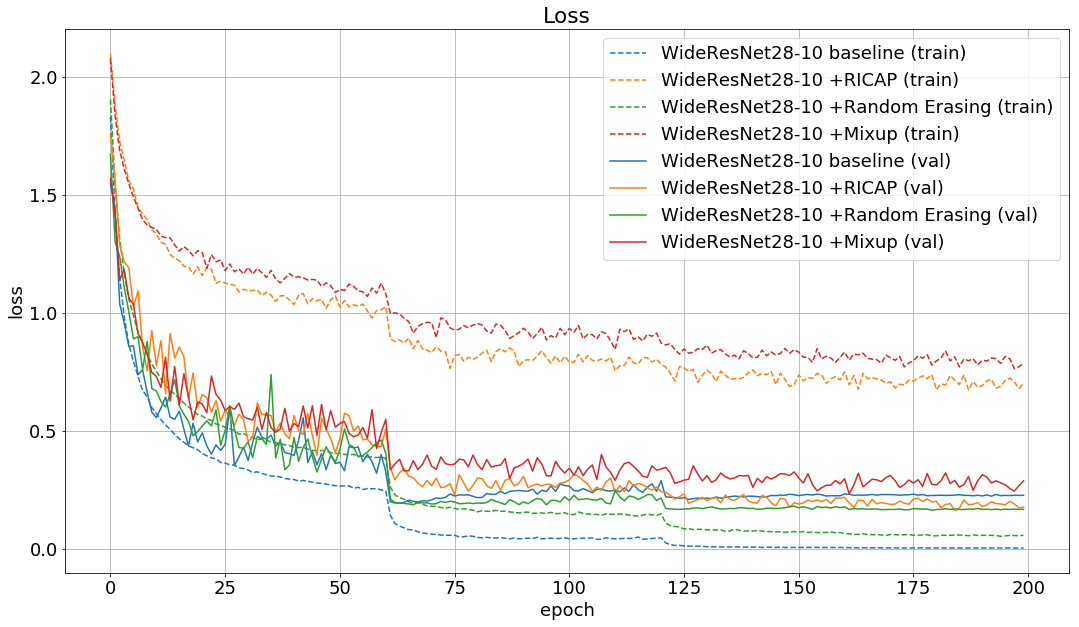 Loss
WideResNet28-10 baseline (train)
WideResNet28-10 +RICAP (train)
WideResNet28-10 +Random Erasing (train)
WideResNet28-10 +Mixup (train)
WideResNet28-10 baseline (val)
WideResNet28-10 +RICAP (val)
WideResNet28-10 +Random Erasing (val)
WideResNet28-10 +Mixup (val)
2.0
1.5
1.0
0.5
0.0
loss
0 25 50 75 100 125 150 175 200
epoch